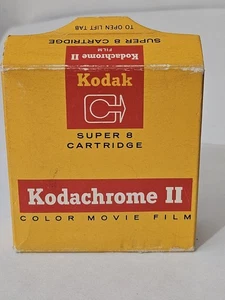 TO OPEN LIFT TAB
SUPER 8 CARTRIDGE
FILM
Kodachrome II
Kodak
SUPER 8
CARTRIDGE
Kodachrome II
COLOR MOVIE FILM